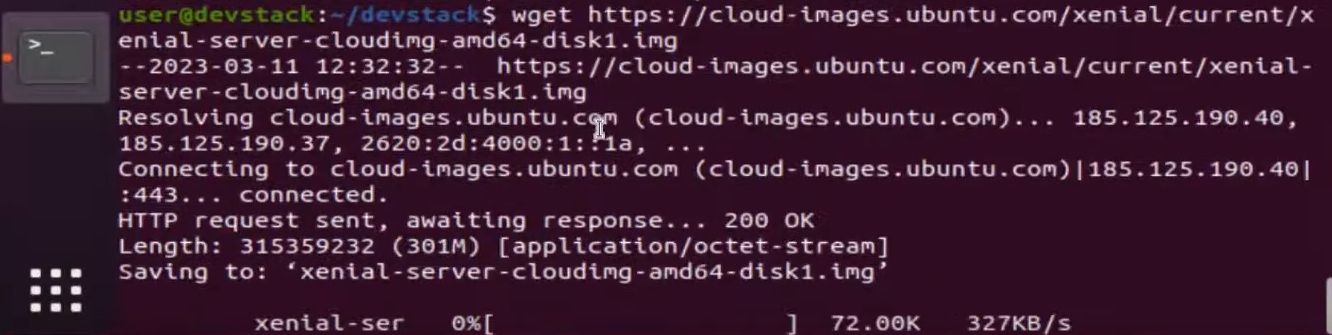 user@devstack:~/devstack$ wget https://cloud-images.ubuntu.com/xenial/current/x
enial-server-cloudimg-amd64-disk1.img
--2023-03-11 12:32:32--  https://cloud-images.ubuntu.com/xenial/current/xenial-
server-cloudimg-amd64-disk1.img
Resolving cloud-images.ubuntu.com (cloud-images.ubuntu.com)... 185.125.190.40,
185.125.190.37, 2620:2d:4000:1::1a, ...
Connecting to cloud-images.ubuntu.com (cloud-images.ubuntu.com)|185.125.190.40|
:443... connected.
HTTP request sent, awaiting response... 200 OK
Length: 315359232 (301M) [application/octet-stream]
Saving to: ‘xenial-server-cloudimg-amd64-disk1.img’
xenial-ser   0%[                    ]  72.00K   327KB/s